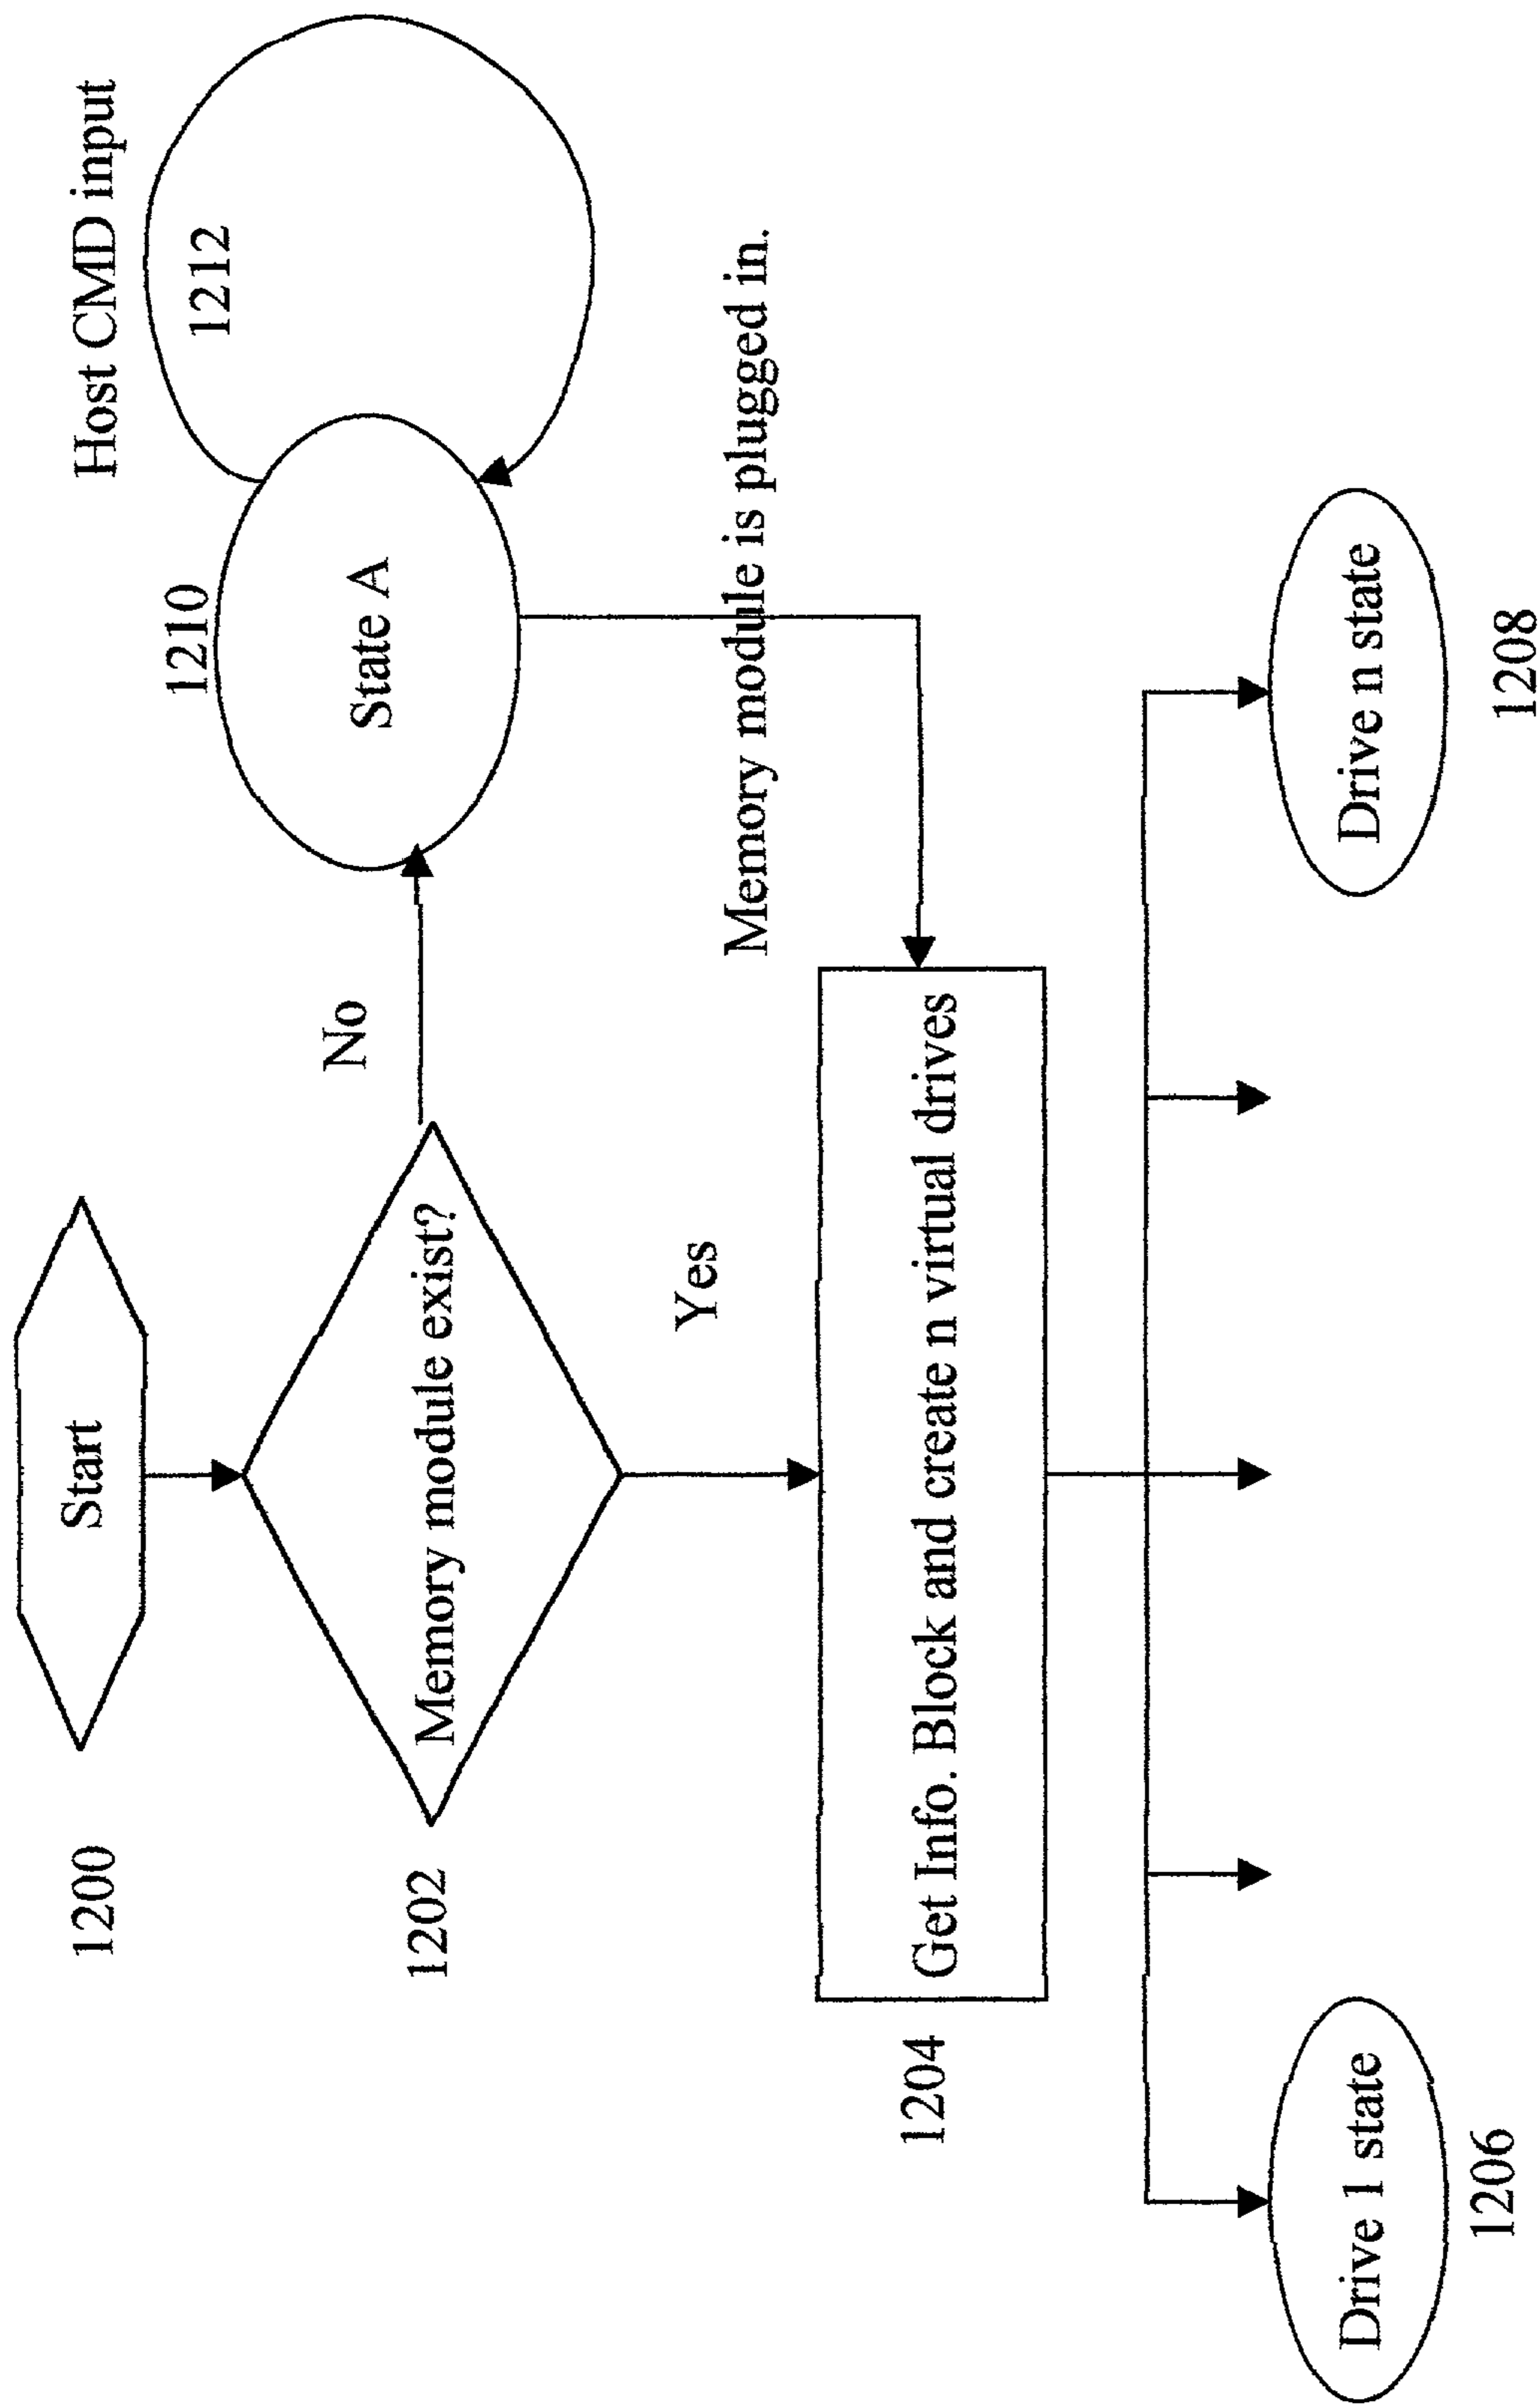 1200
Start
Host CMD input
1212
1202
Memory module exist?
No
1210
State A
Yes
Memory module is plugged in.
1204
Get Info. Block and create n virtual drives
Drive 1 state
Drive n state
1206
1208